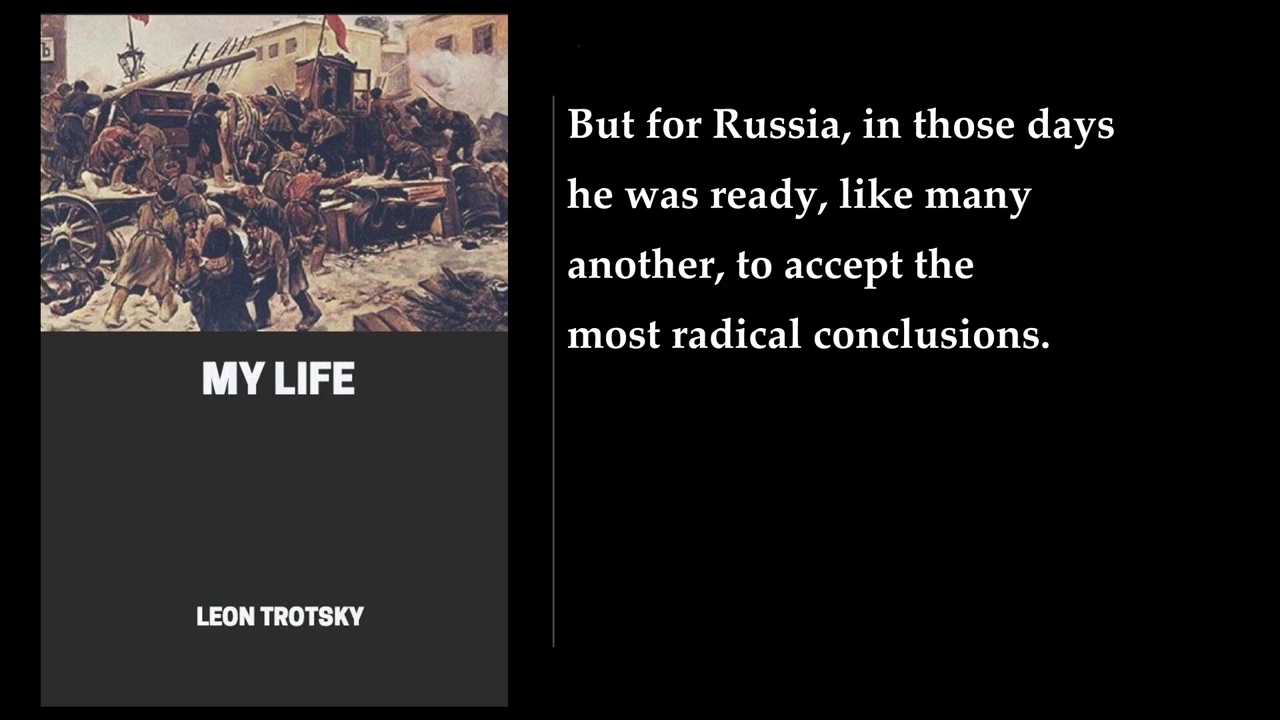 MY LIFE
LEON TROTSKY
But for Russia, in those days
he was ready, like many
another, to accept the
most radical conclusions.